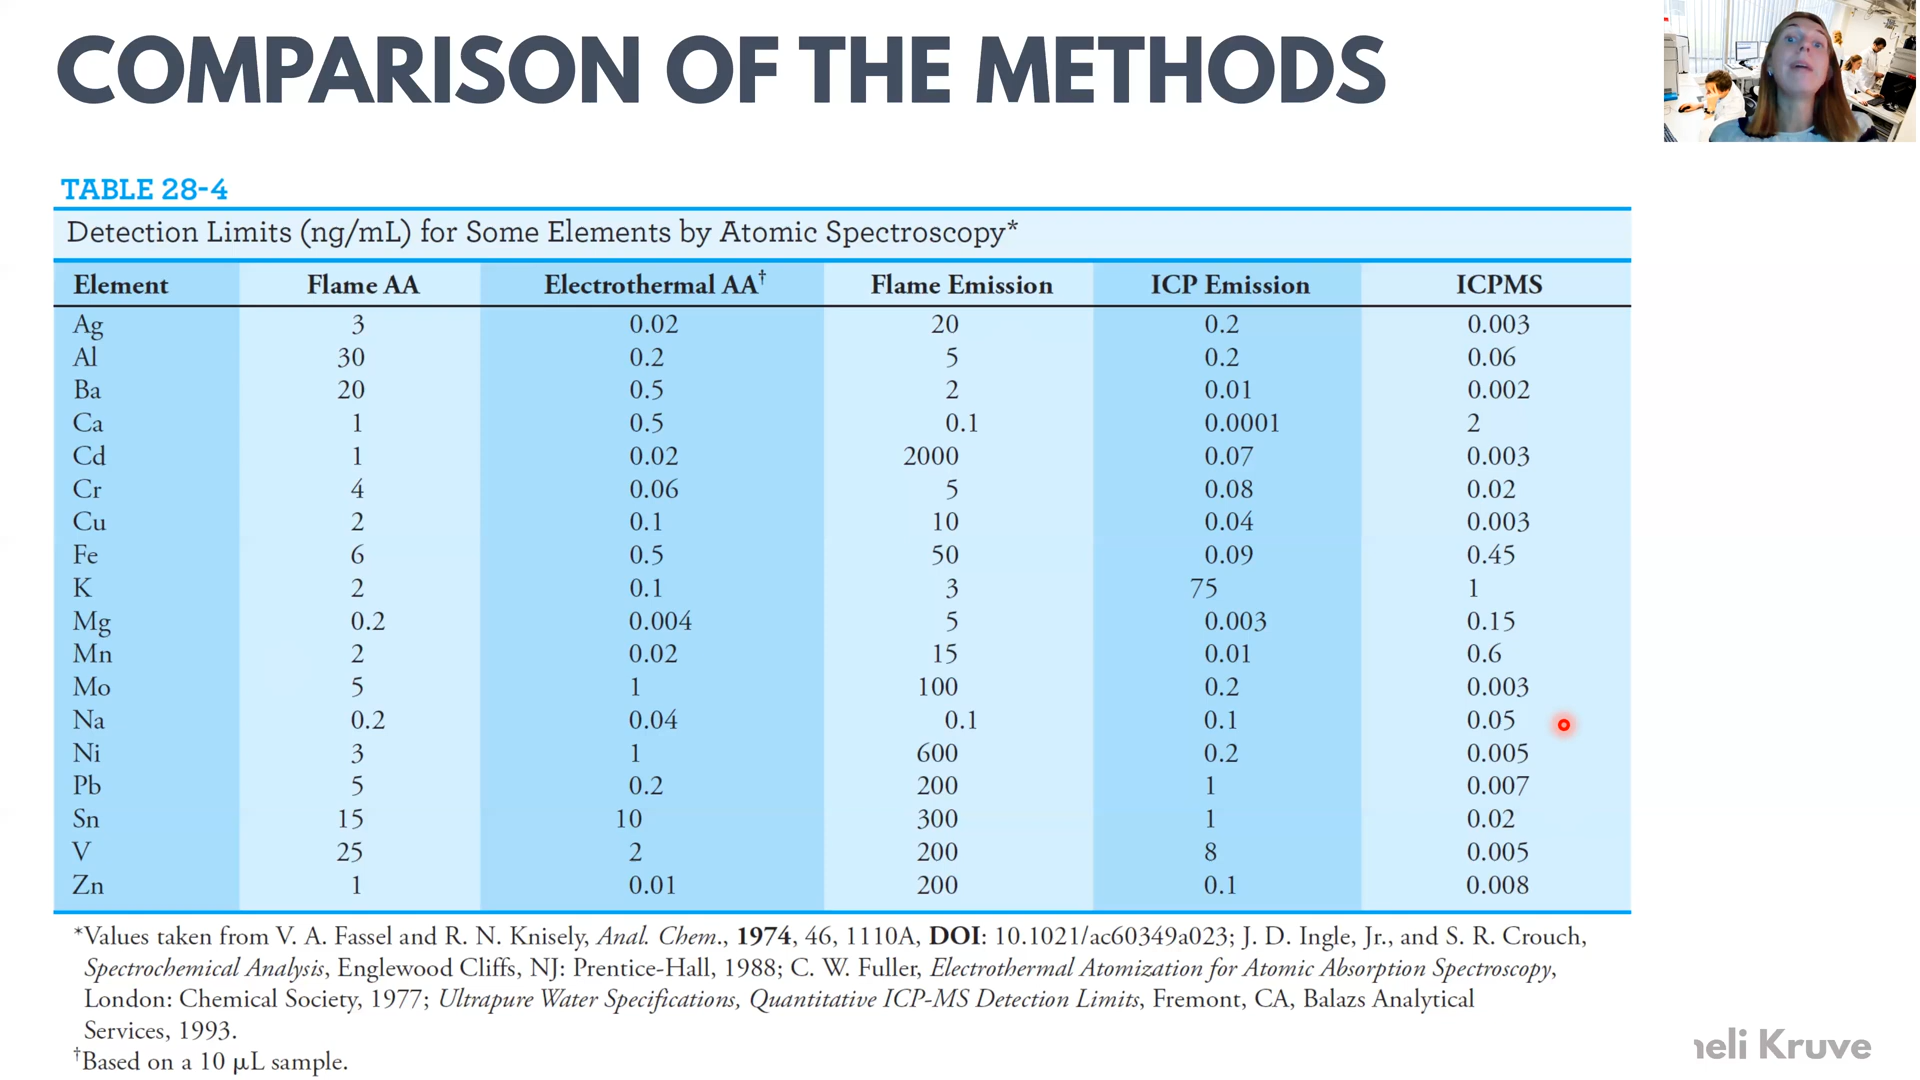 COMPARISON OF THE METHODS
TABLE 28-4
Detection Limits (ng/mL) for Some Elements by Atomic Spectroscopy*
Element Flame AA Electrothermal AA† Flame Emission ICP Emission ICPMS
Ag 3 0.02 20 0.2 0.003
Al 30 0.2 5 0.2 0.06
Ba 20 0.5 2 0.01 0.002
Ca 1 0.5 0.1 0.0001 2
Cd 1 0.02 2000 0.07 0.003
Cr 4 0.06 5 0.08 0.02
Cu 2 0.1 10 0.04 0.003
Fe 6 0.5 50 0.09 0.45
K 2 0.1 3 75 1
Mg 0.2 0.004 5 0.003 0.15
Mn 2 0.02 15 0.01 0.6
Mo 5 1 100 0.2 0.003
Na 0.2 0.04 0.1 0.1 0.05
Ni 3 1 600 0.2 0.005
Pb 5 0.2 200 1 0.007
Sn 15 10 300 1 0.02
V 25 2 200 8 0.005
Zn 1 0.01 200 0.1 0.008
*Values taken from V. A. Fassel and R. N. Knisely, Anal. Chem., 1974, 46, 1110A, DOI: 10.1021/ac60349a023; J. D. Ingle, Jr., and S. R. Crouch,
Spectrochemical Analysis, Englewood Cliffs, NJ: Prentice-Hall, 1988; C. W. Fuller, Electrothermal Atomization for Atomic Absorption Spectroscopy,
London: Chemical Society, 1977; Ultrapure Water Specifications, Quantitative ICP-MS Detection Limits, Fremont, CA, Balazs Analytical
Services, 1993.
†Based on a 10 μL sample.
neli Kruve